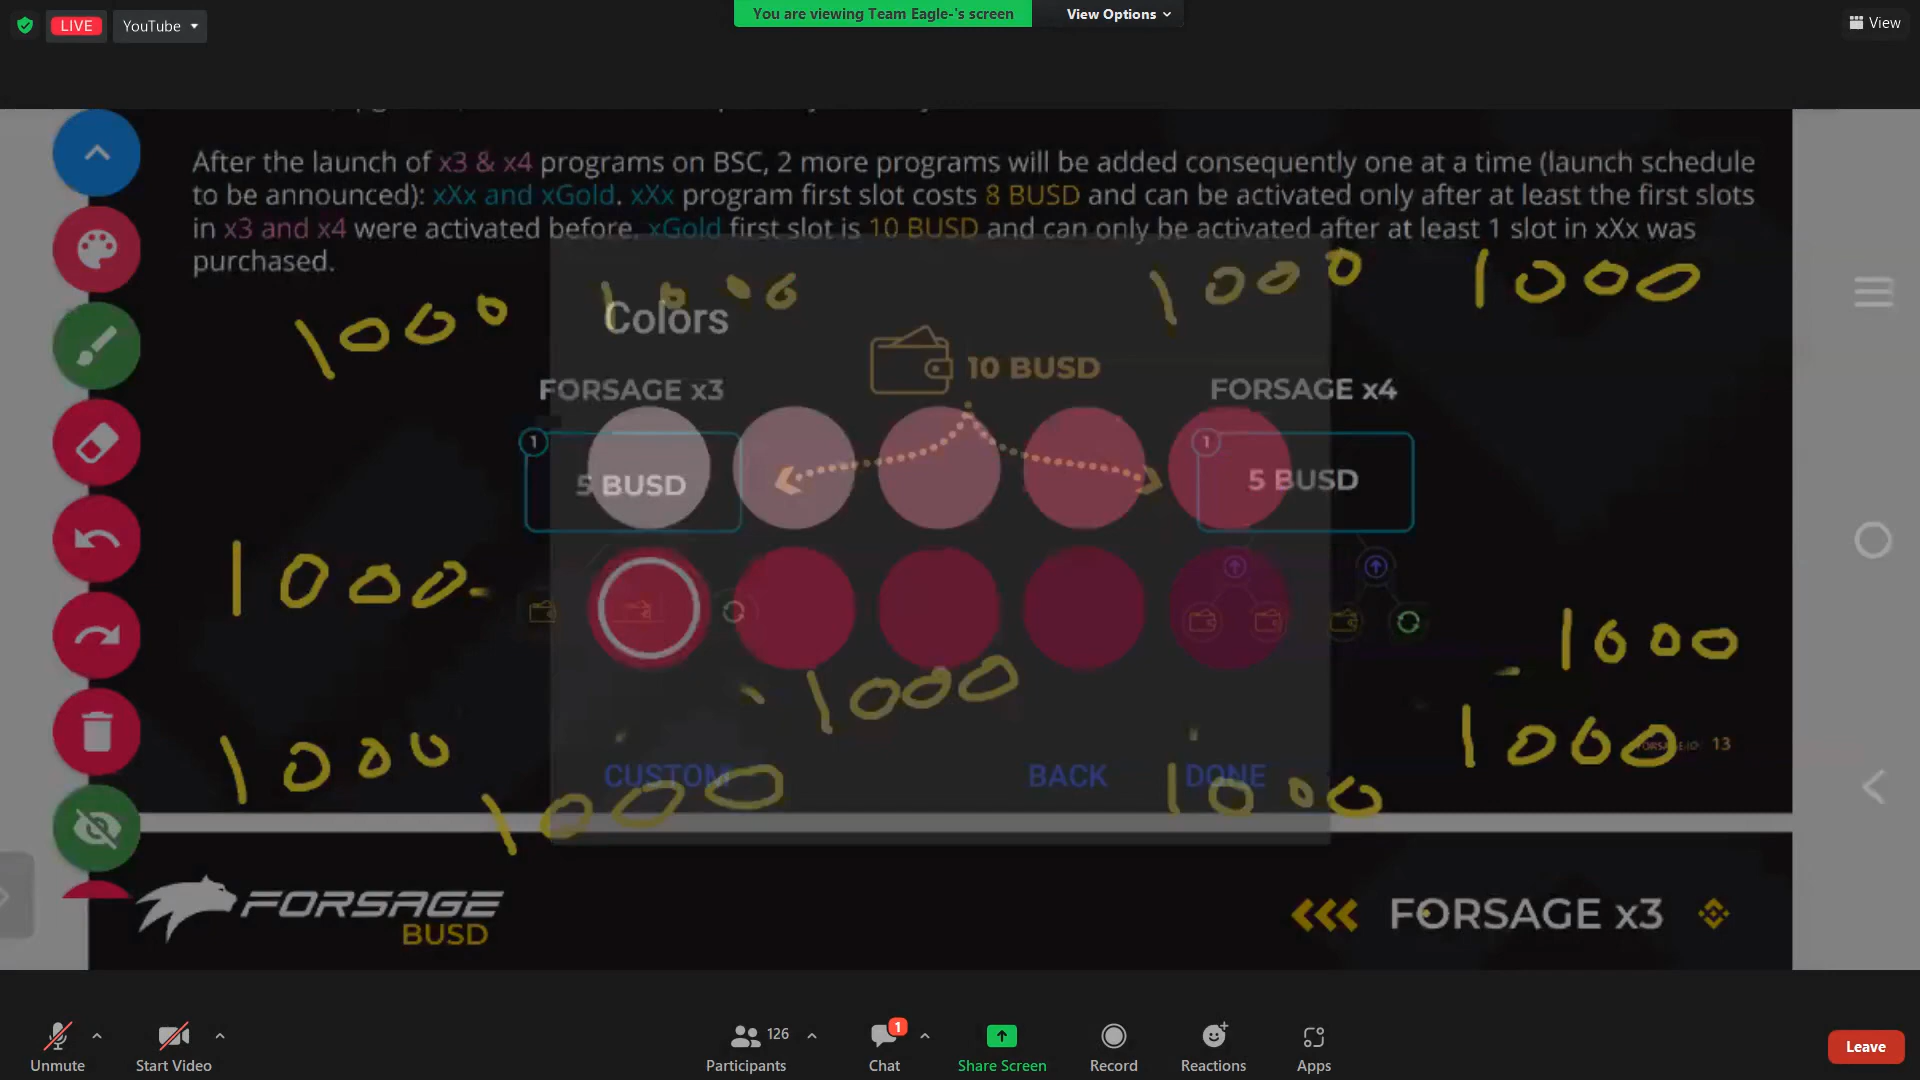 LIVE
YouTube
You are viewing Team Eagle-'s screen
View Options
View
After the launch of x3 & x4 programs on BSC, 2 more programs will be added consequently one at a time (launch schedule
to be announced): xXx and xGold. xXx program first slot costs 8 BUSD and can be activated only after at least the first slots
in x3 and x4 were activated before. xGold first slot is 10 BUSD and can only be activated after at least 1 slot in xXx was
purchased.
1000
1000
1000
1000
Colors
10 BUSD
FORSAGE x3
FORSAGE x4
1
1
5 BUSD
5 BUSD
1000
1000
1000
1000
13
1000
CUSTOM
BACK
DONE
1000
1000
FORSAGE
BUSD
FORSAGE x3
Unmute
Start Video
126
Participants
1
Chat
Share Screen
Record
Reactions
Apps
Leave